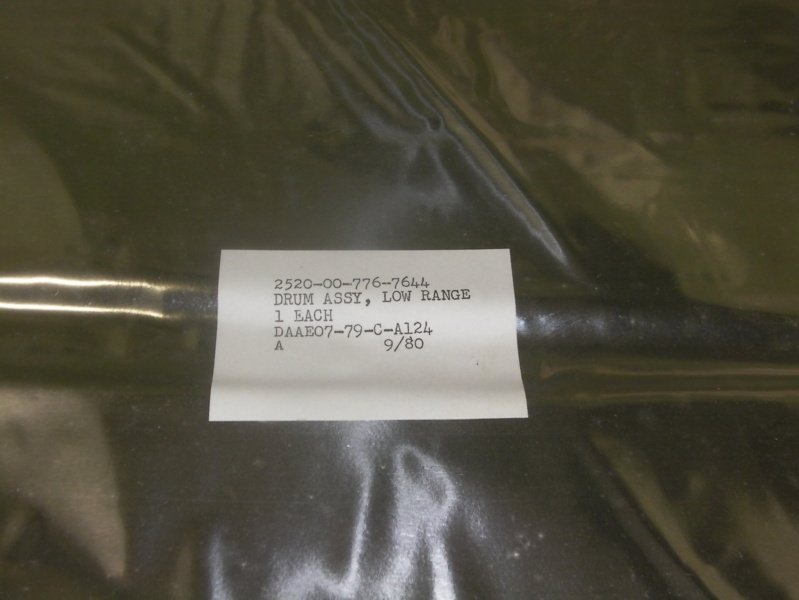 2520-00-776-7644
DRUM ASSY, LOW RANGE
1 EACH
DAAE07-79-C-A124
A 9/80